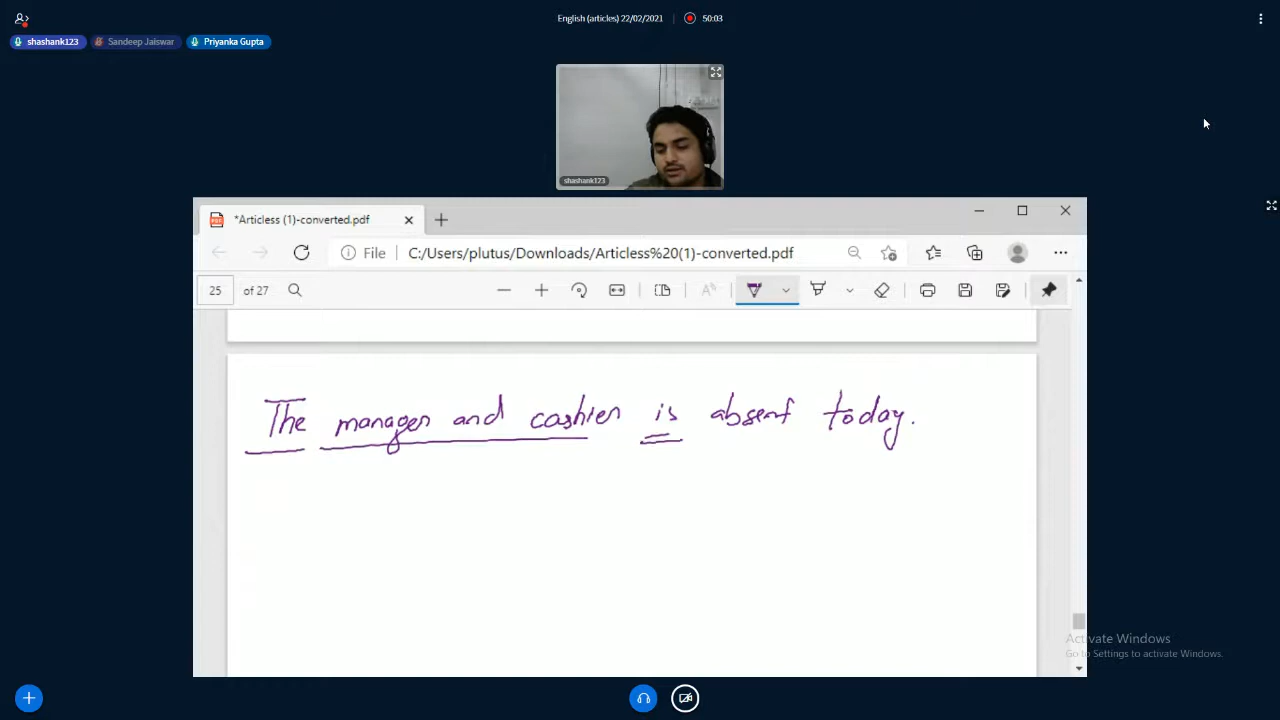 English (articles) 22/02/2021 50:03
shashank123 Sandeep Jaiswar Priyanka Gupta
shashank123
*Articless (1)-converted.pdf
File C:/Users/plutus/Downloads/Articless%20(1)-converted.pdf
25 of 27
The manager and cashier is absent today.
Activate Windows
Go to Settings to activate Windows.